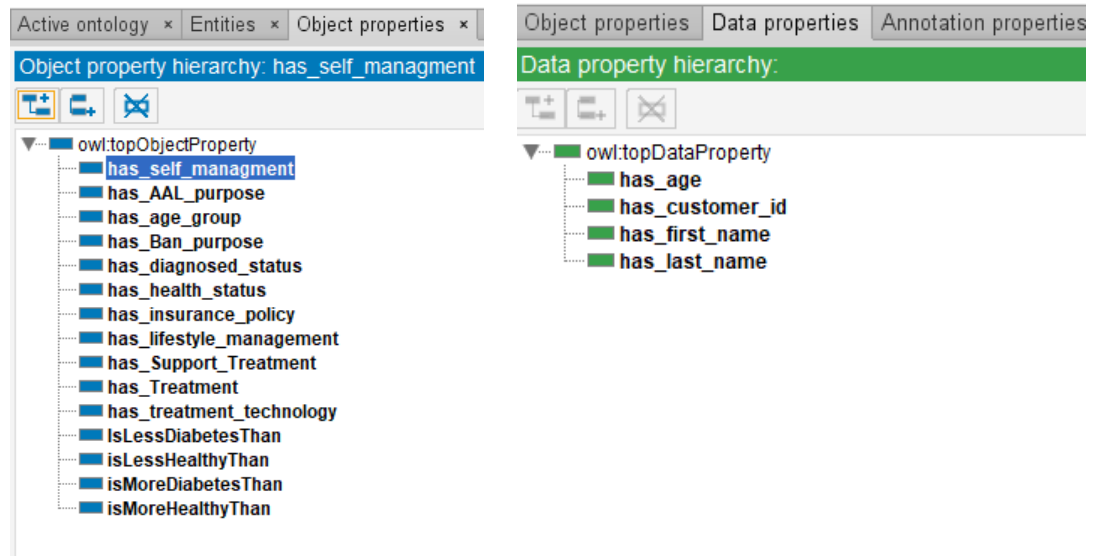 Active ontology × Entities × Object properties ×
Object property hierarchy: has_self_managment
owl:topObjectProperty
has_self_managment
has_AAL_purpose
has_age_group
has_Ban_purpose
has_diagnosed_status
has_health_status
has_insurance_policy
has_lifestyle_management
has_Support_Treatment
has_Treatment
has_treatment_technology
IsLessDiabetesThan
isLessHealthyThan
isMoreDiabetesThan
isMoreHealthyThan
Object properties Data properties Annotation properties
Data property hierarchy:
owl:topDataProperty
has_age
has_customer_id
has_first_name
has_last_name